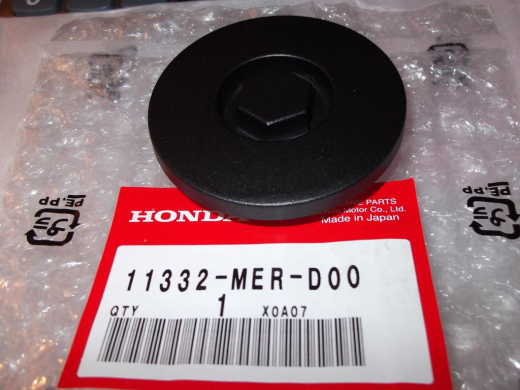 PE,PP
PE,PP
HONDA
PARTS
Motor Co., Ltd.
Made in Japan
11332-MER-D00
QTY 1 X0A07